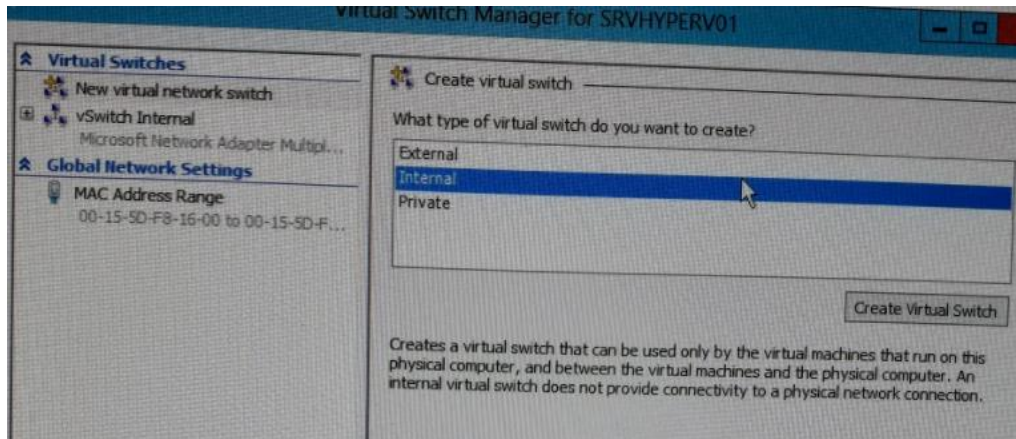 Virtual Switch Manager for SRVHYPERV01
Virtual Switches
New virtual network switch
vSwitch Internal
Microsoft Network Adapter Multipl...
Global Network Settings
MAC Address Range
00-15-5D-F8-16-00 to 00-15-5D-F...
Create virtual switch
What type of virtual switch do you want to create?
External
Internal
Private
Create Virtual Switch
Creates a virtual switch that can be used only by the virtual machines that run on this
physical computer, and between the virtual machines and the physical computer. An
internal virtual switch does not provide connectivity to a physical network connection.